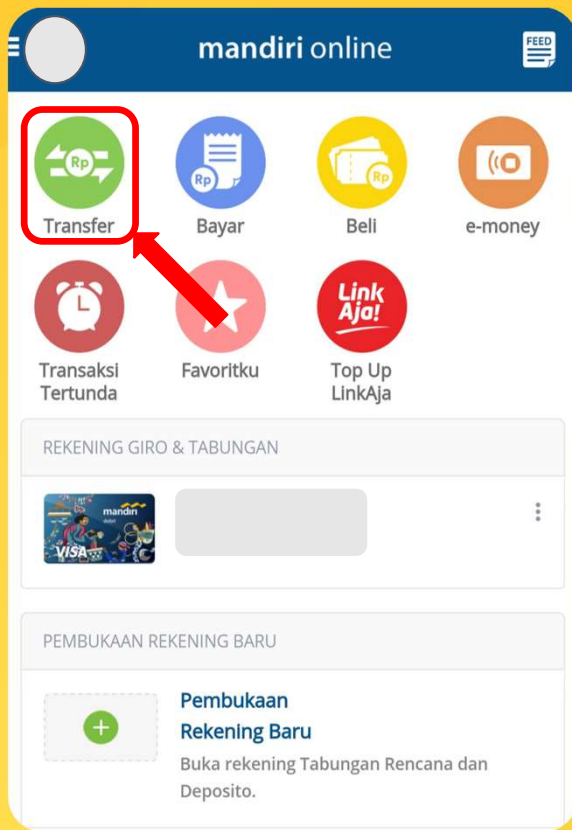 mandiri online
FEED
Rp
Rp
Rp
Transfer
Bayar
Beli
e-money
Link
Aja!
Transaksi
Tertunda
Favoritku
Top Up
LinkAja
REKENING GIRO & TABUNGAN
mandiri
debit
VISA
PEMBUKAAN REKENING BARU
Pembukaan
Rekening Baru
Buka rekening Tabungan Rencana dan
Deposito.